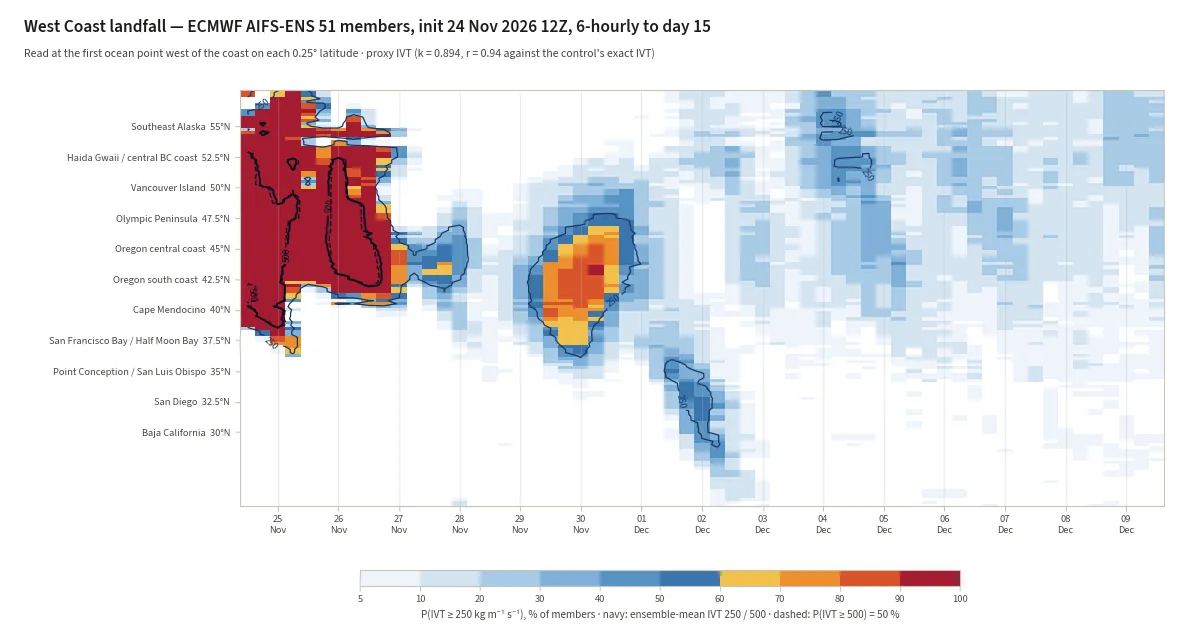 West Coast landfall — ECMWF AIFS-ENS 51 members, init 24 Nov 2026 12Z, 6-hourly to day 15
Read at the first ocean point west of the coast on each 0.25° latitude · proxy IVT (k = 0.894, r = 0.94 against the control's exact IVT)
Southeast Alaska 55°N
Haida Gwaii / central BC coast 52.5°N
Vancouver Island 50°N
Olympic Peninsula 47.5°N
Oregon central coast 45°N
Oregon south coast 42.5°N
Cape Mendocino 40°N
San Francisco Bay / Half Moon Bay 37.5°N
Point Conception / San Luis Obispo 35°N
San Diego 32.5°N
Baja California 30°N
250
500
250
250
250
250
250
25 26 27 28 29 30 01 02 03 04 05 06 07 08 09
Nov Nov Nov Nov Nov Nov Dec Dec Dec Dec Dec Dec Dec Dec Dec
5 10 20 30 40 50 60 70 80 90 100
P(IVT ≥ 250 kg m⁻¹ s⁻¹), % of members · navy: ensemble-mean IVT 250 / 500 · dashed: P(IVT ≥ 500) = 50 %